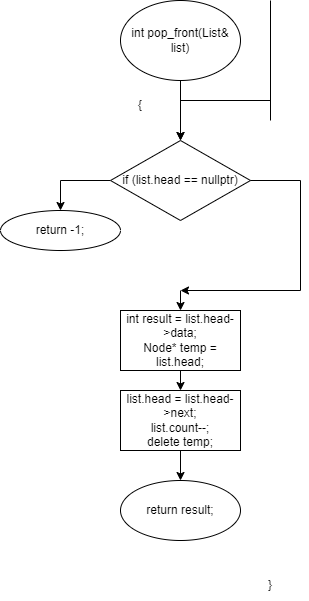 int pop_front(List&
list)
{
if (list.head == nullptr)
return -1;
int result = list.head-
>data;
Node* temp =
list.head;
list.head = list.head-
>next;
list.count--;
delete temp;
return result;
}